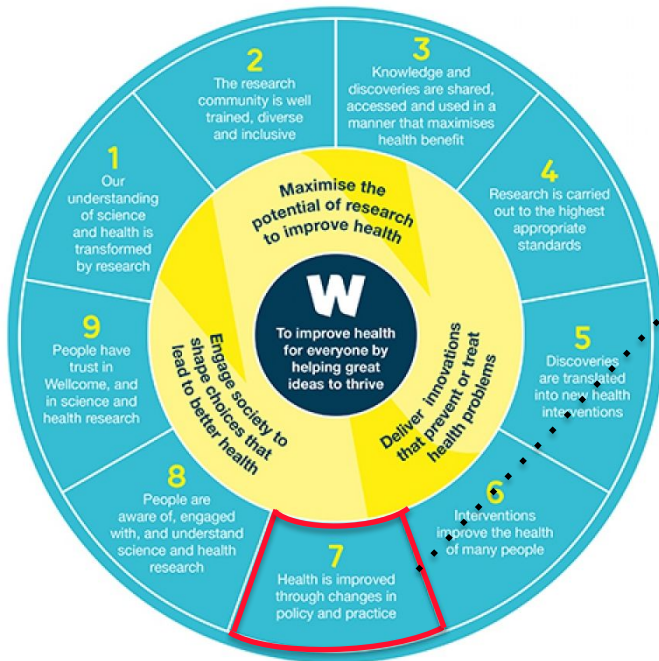 W
To improve health
for everyone by
helping great
ideas to thrive
Maximise the
potential of research
to improve health
Deliver innovations
that prevent or treat
health problems
Engage society to
shape choices that
lead to better health
1
Our
understanding
of science
and health is
transformed
by research
2
The research
community is well
trained, diverse
and inclusive
3
Knowledge and
discoveries are shared,
accessed and used in a
manner that maximises
health benefit
4
Research is carried
out to the highest
appropriate
standards
5
Discoveries
are translated
into new health
interventions
6
Interventions
improve the health
of many people
7
Health is improved
through changes in
policy and practice
8
People are
aware of, engaged
with, and understand
science and health
research
9
People have
trust in
Wellcome, and
in science and
health research